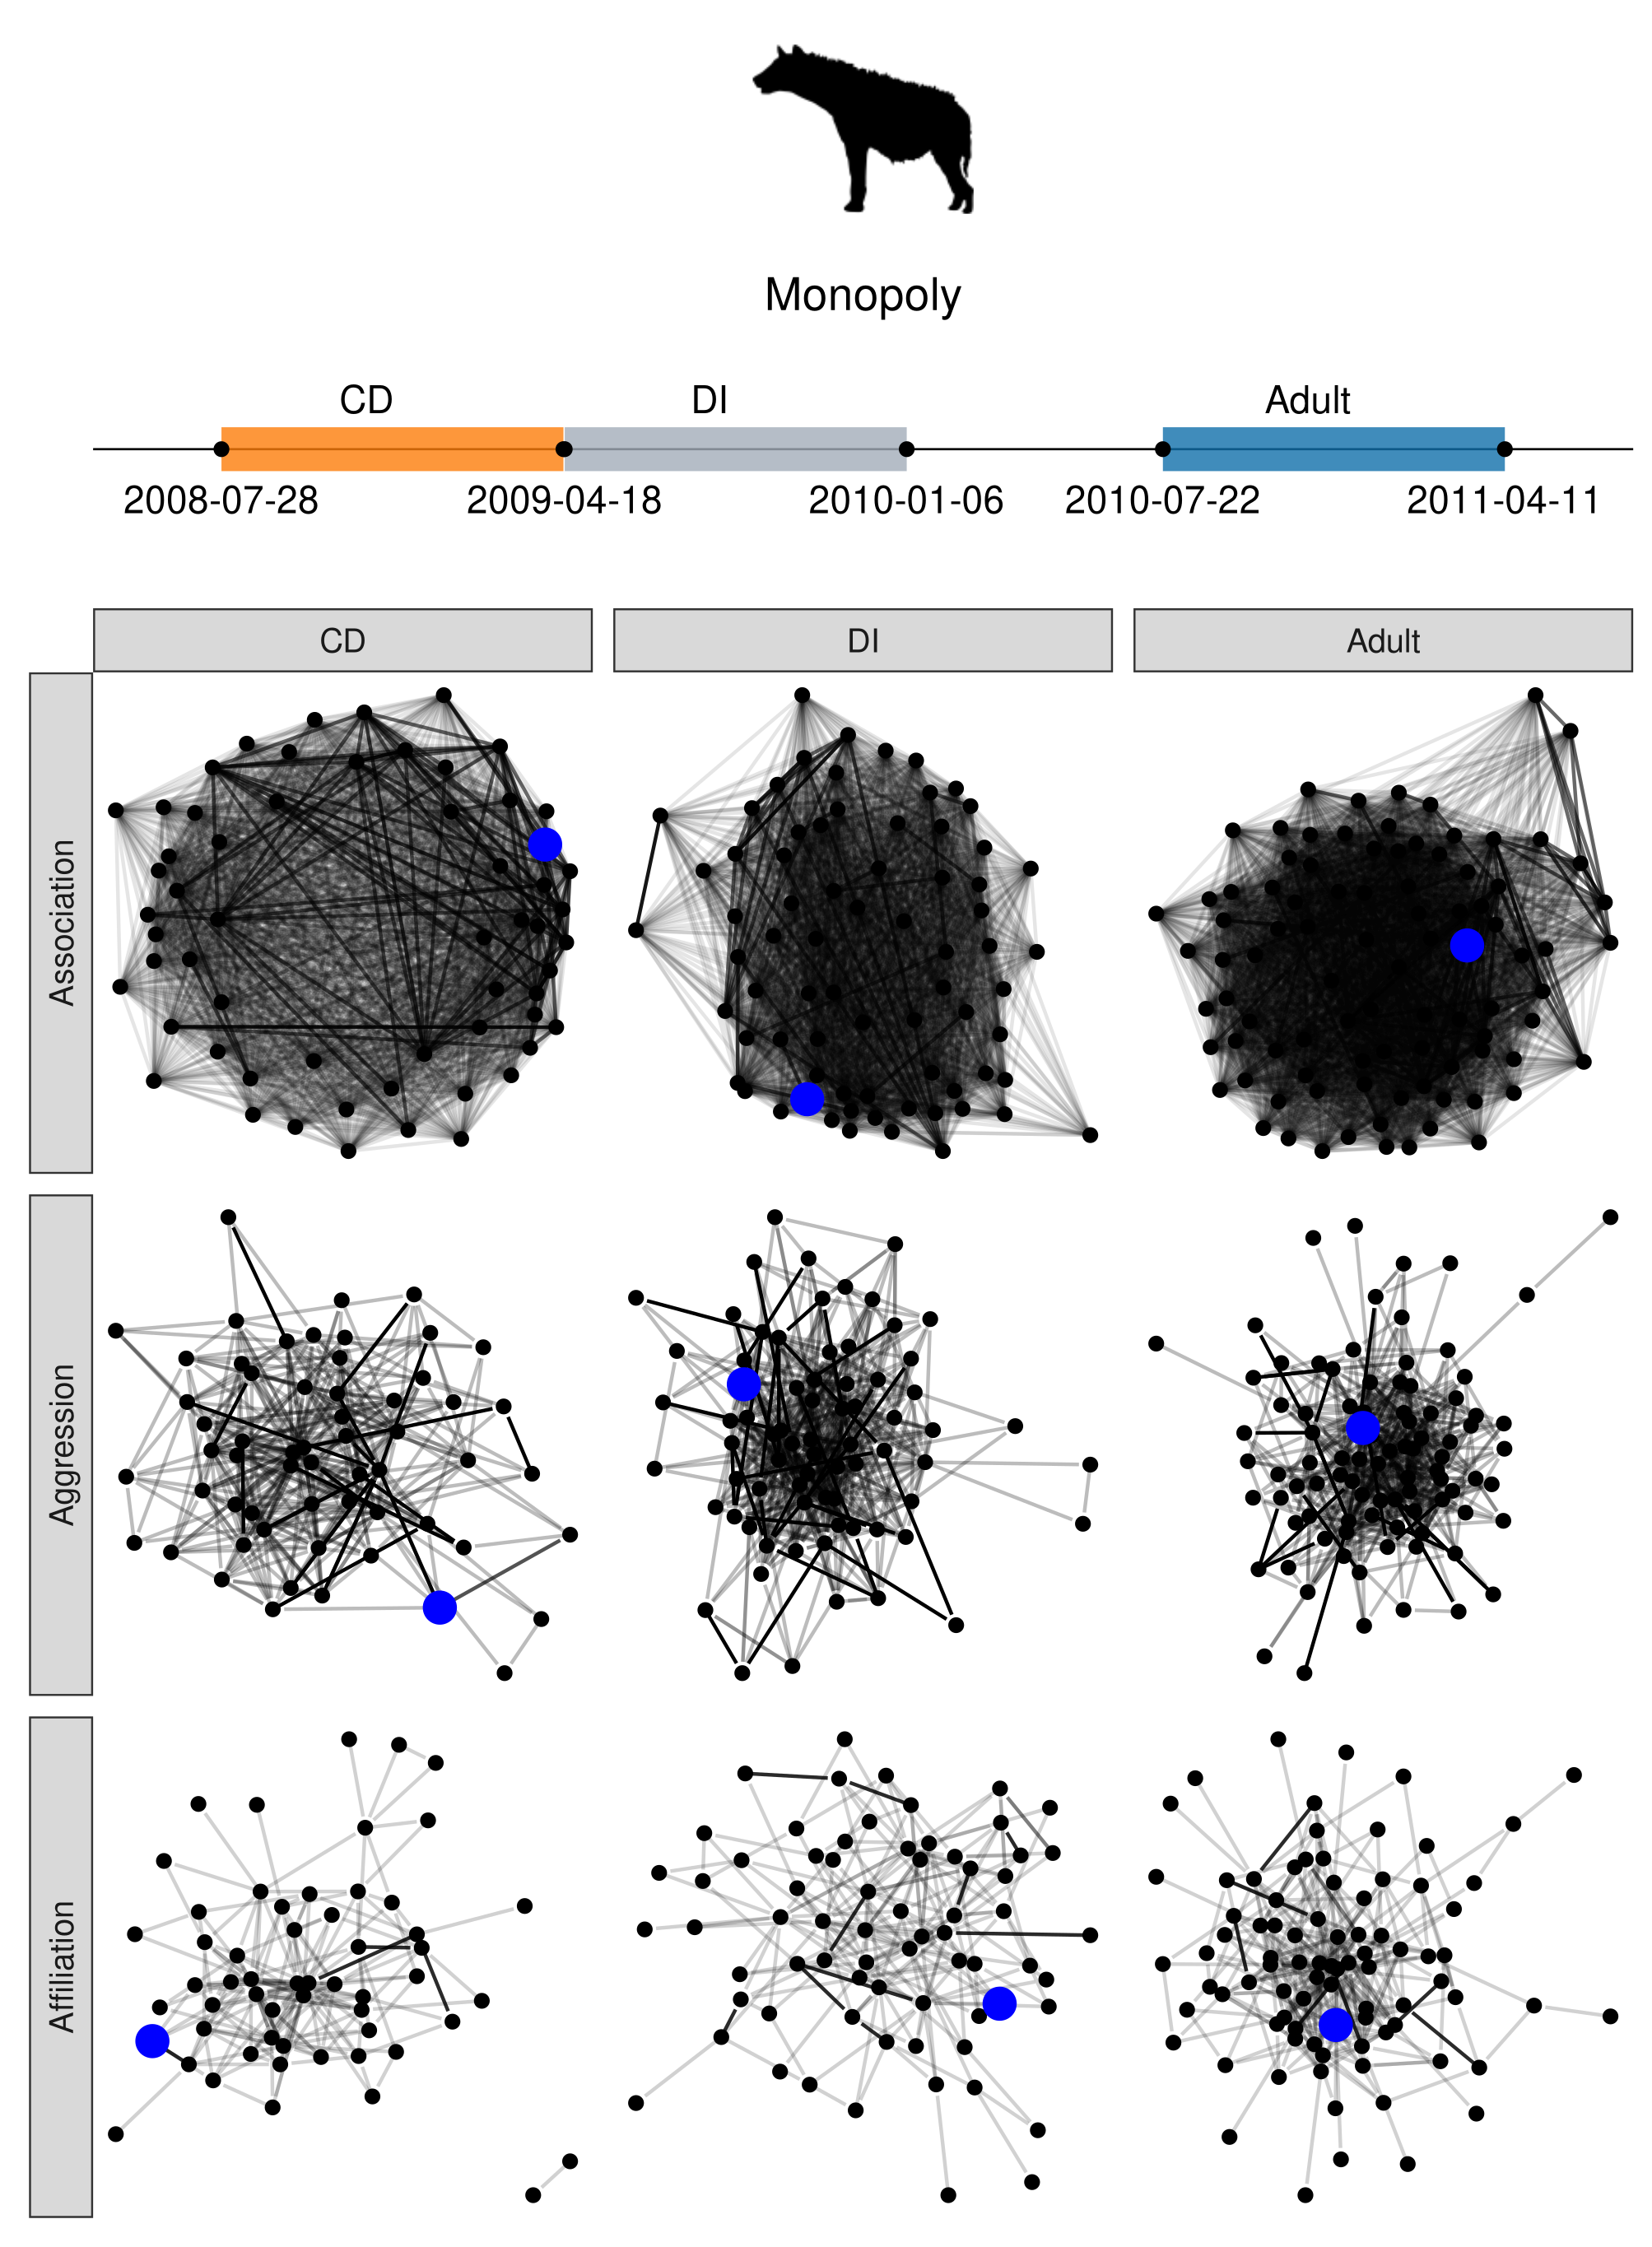 Monopoly
CD DI Adult
2008-07-28 2009-04-18 2010-01-06 2010-07-22 2011-04-11
CD DI Adult
Association
Aggression
Affiliation